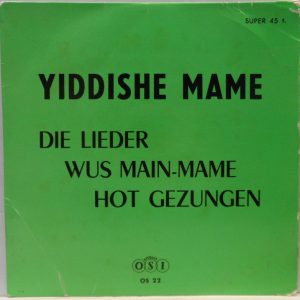 SUPER 45 t.
YIDDISHE MAME
DIE LIEDER
WUS MAIN-MAME
HOT GEZUNGEN
OSI
OS 22